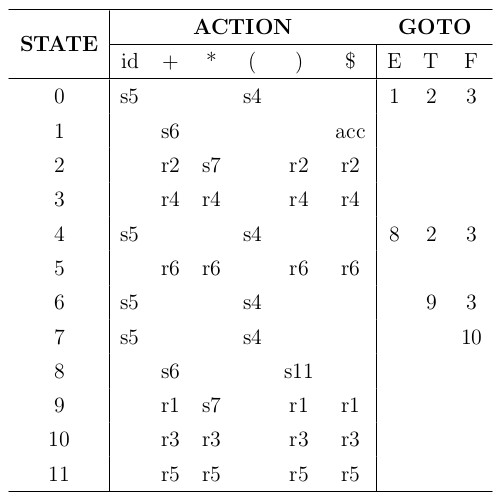 STATE ACTION GOTO
id + * ( ) $ E T F
0 s5 s4 1 2 3
1 s6 acc
2 r2 s7 r2 r2
3 r4 r4 r4 r4
4 s5 s4 8 2 3
5 r6 r6 r6 r6
6 s5 s4 9 3
7 s5 s4 10
8 s6 s11
9 r1 s7 r1 r1
10 r3 r3 r3 r3
11 r5 r5 r5 r5